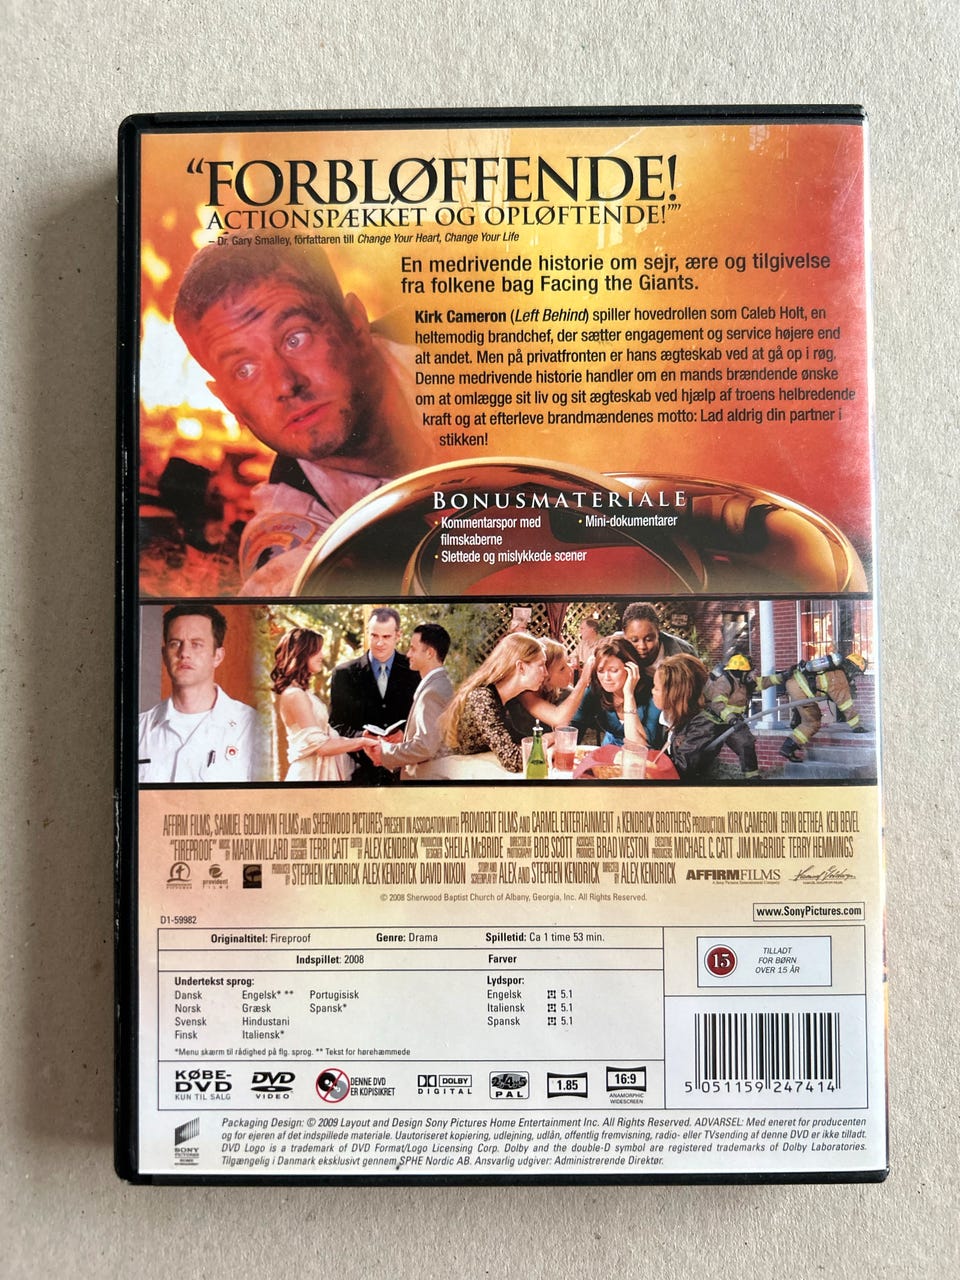 “FORBLØFFENDE!
ACTIONSPÆKKET OG OPLØFTENDE!””
– Dr. Gary Smalley, författaren till Change Your Heart, Change Your Life
En medrivende historie om sejr, ære og tilgivelse
fra folkene bag Facing the Giants.
Kirk Cameron (Left Behind) spiller hovedrollen som Caleb Holt, en
heltemodig brandchef, der sætter engagement og service højere end
alt andet. Men på privatfronten er hans ægteskab ved at gå op i røg.
Denne medrivende historie handler om en mands brændende ønske
om at omlægge sit liv og sit ægteskab ved hjælp af troens helbredende
kraft og at efterleve brandmændenes motto: Lad aldrig din partner i
stikken!
BONUSMATERIALE
· Kommentarspor med
filmskaberne
· Slettede og mislykkede scener
· Mini-dokumentarer
AFFIRM FILMS, SAMUEL GOLDWYN FILMS AND SHERWOOD PICTURES PRESENT IN ASSOCIATION WITH PROVIDENT FILMS AND CARMEL ENTERTAINMENT A KENDRICK BROTHERS PRODUCTION KIRK CAMERON ERIN BETHEA KEN BEVEL
"FIREPROOF" MUSIC BY MARK WILLARD COSTUME DESIGNER TERRI CATT EDITED BY ALEX KENDRICK PRODUCTION DESIGNER SHEILA McBRIDE DIRECTOR OF PHOTOGRAPHY BOB SCOTT ASSOCIATE PRODUCER BRAD WESTON EXECUTIVE PRODUCERS MICHAEL C. CATT JIM McBRIDE TERRY HEMMINGS
PRODUCED BY STEPHEN KENDRICK ALEX KENDRICK DAVID NIXON STORY AND SCREENPLAY BY ALEX AND STEPHEN KENDRICK DIRECTED BY ALEX KENDRICK
provident
FILMS
AFFIRMFILMS
A Sony Pictures Entertainment Company
© 2008 Sherwood Baptist Church of Albany, Georgia, Inc. All Rights Reserved.
D1-59982
www.SonyPictures.com
Originaltitel: Fireproof Genre: Drama Spilletid: Ca 1 time 53 min.
Indspillet: 2008 Farver
15
TILLADT
FOR BØRN
OVER 15 ÅR
Undertekst sprog:
Dansk Engelsk* ** Portugisisk
Norsk Græsk Spansk*
Svensk Hindustani
Finsk Italiensk*
Lydspor:
Engelsk 5.1
Italiensk 5.1
Spansk 5.1
*Menu skærm til rådighed på flg. sprog. ** Tekst for hørehæmmede
KØBE-
DVD
KUN TIL SALG
DVD
VIDEO
DENNE DVD
ER KOPISIKRET
DOLBY
DIGITAL
2,4,5
PAL
1.85
16:9
ANAMORPHIC
WIDESCREEN
5 051159 247414
SONY
PICTURES
Packaging Design: © 2009 Layout and Design Sony Pictures Home Entertainment Inc. All Rights Reserved. ADVARSEL: Med eneret for producenten
og for ejeren af det indspillede materiale. Uautoriseret kopiering, udlejning, udlån, offentlig fremvisning, radio- eller TVsending af denne DVD er ikke tilladt.
DVD Logo is a trademark of DVD Format/Logo Licensing Corp. Dolby and the double-D symbol are registered trademarks of Dolby Laboratories.
Tilgængelig i Danmark eksklusivt gennem SPHE Nordic AB. Ansvarlig udgiver: Administrerende Direktør.